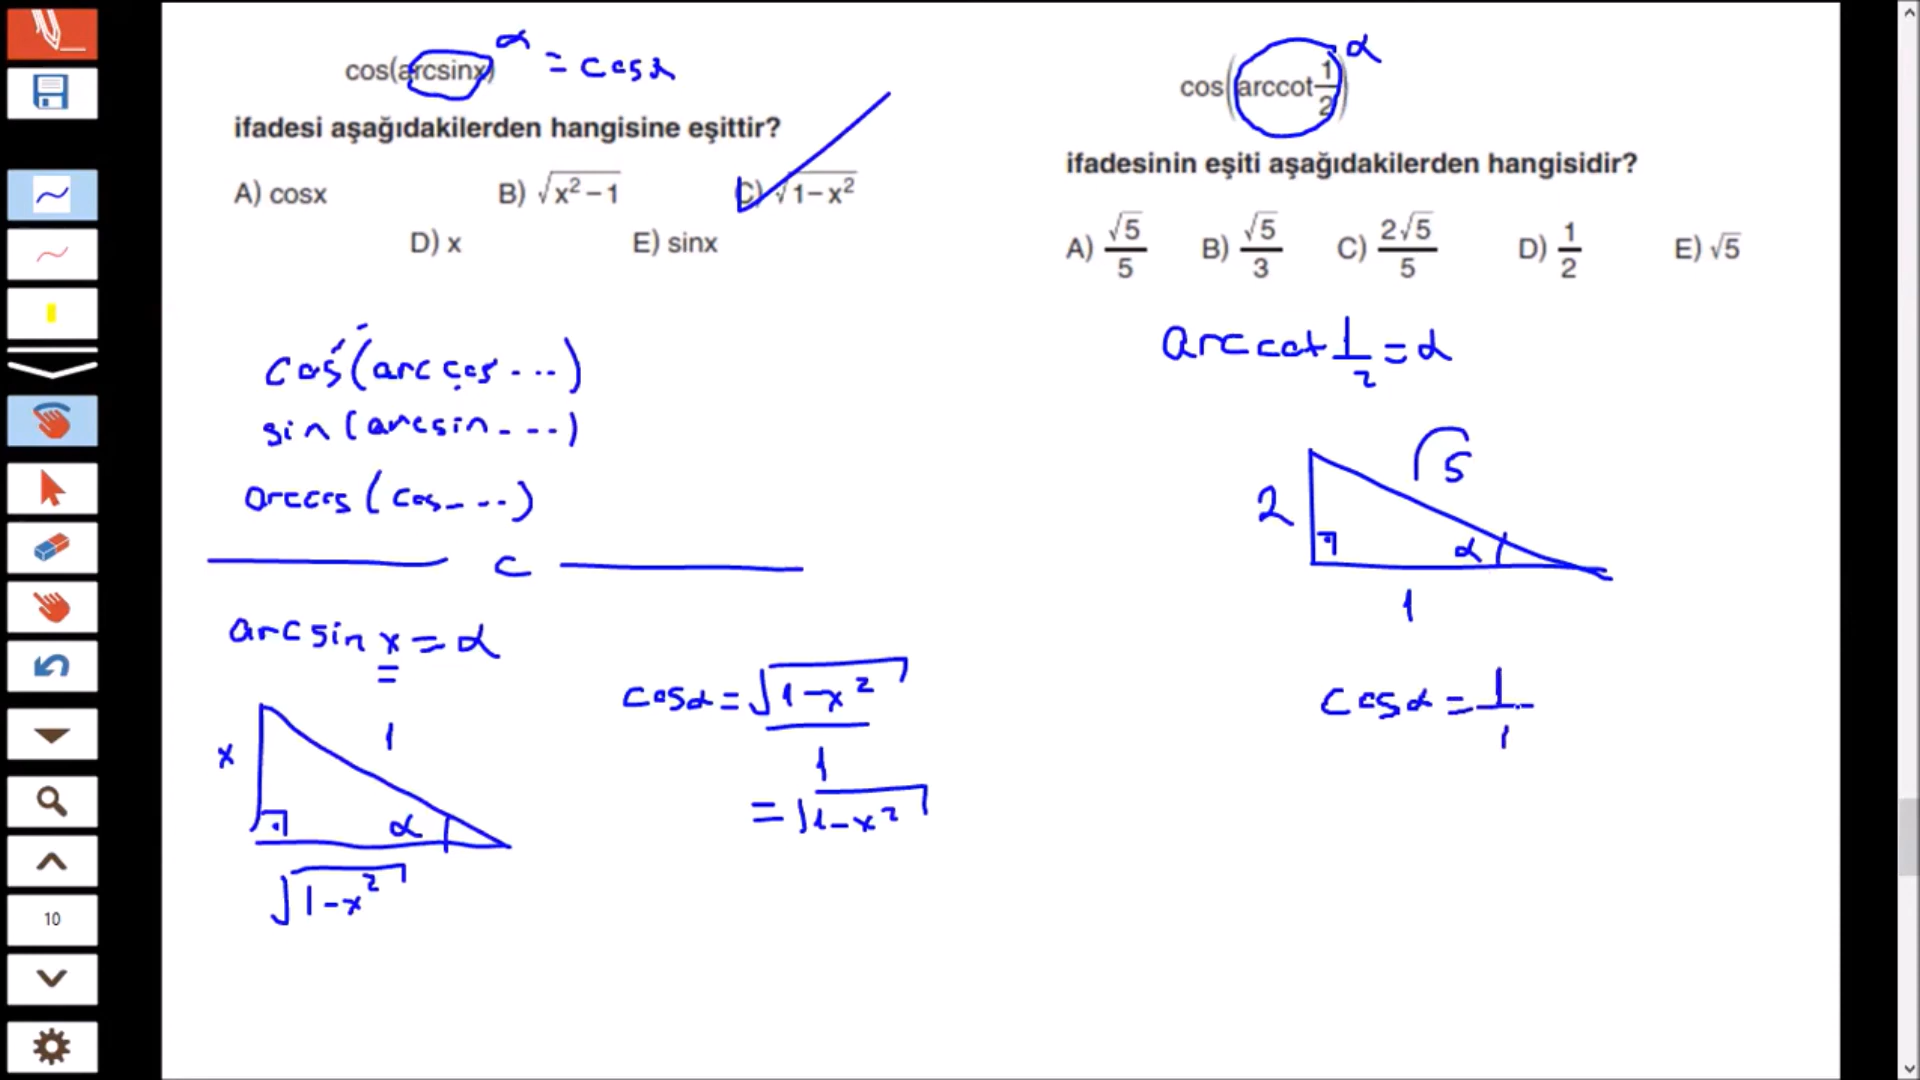 cos(arcsinx) α = cosα
ifadesi aşağıdakilerden hangisine eşittir?
A) cosx B) √x²−1 C) √1−x²
D) x E) sinx
cos(arccos ...)
sin(arcsin ...)
arccos(cos ...)
C
arcsin x = α
x
1
α
√1−x²
cosα = √1−x² / 1
= √1−x²
cos(arccot 1/2) α
ifadesinin eşiti aşağıdakilerden hangisidir?
A) √5/5 B) √5/3 C) 2√5/5 D) 1/2 E) √5
arccot 1/2 = α
√5
2
α
1
cosα = 1/
10